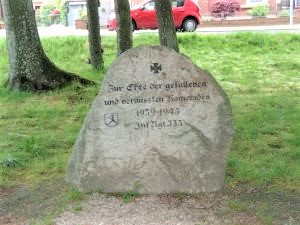 Zur Ehre der gefallenen
und vermissten Kameraden
1939-1945
Inf. Rgt. 333